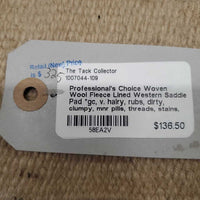 Retail (New) Price
is $ 325
The Tack Collector
1007044-109
Professional's Choice Woven
Wool Fleece Lined Western Saddle
Pad *gc, v. hairy, rubs, dirty,
clumpy, mnr pills, threads, stains,
58EA2V
$136.50